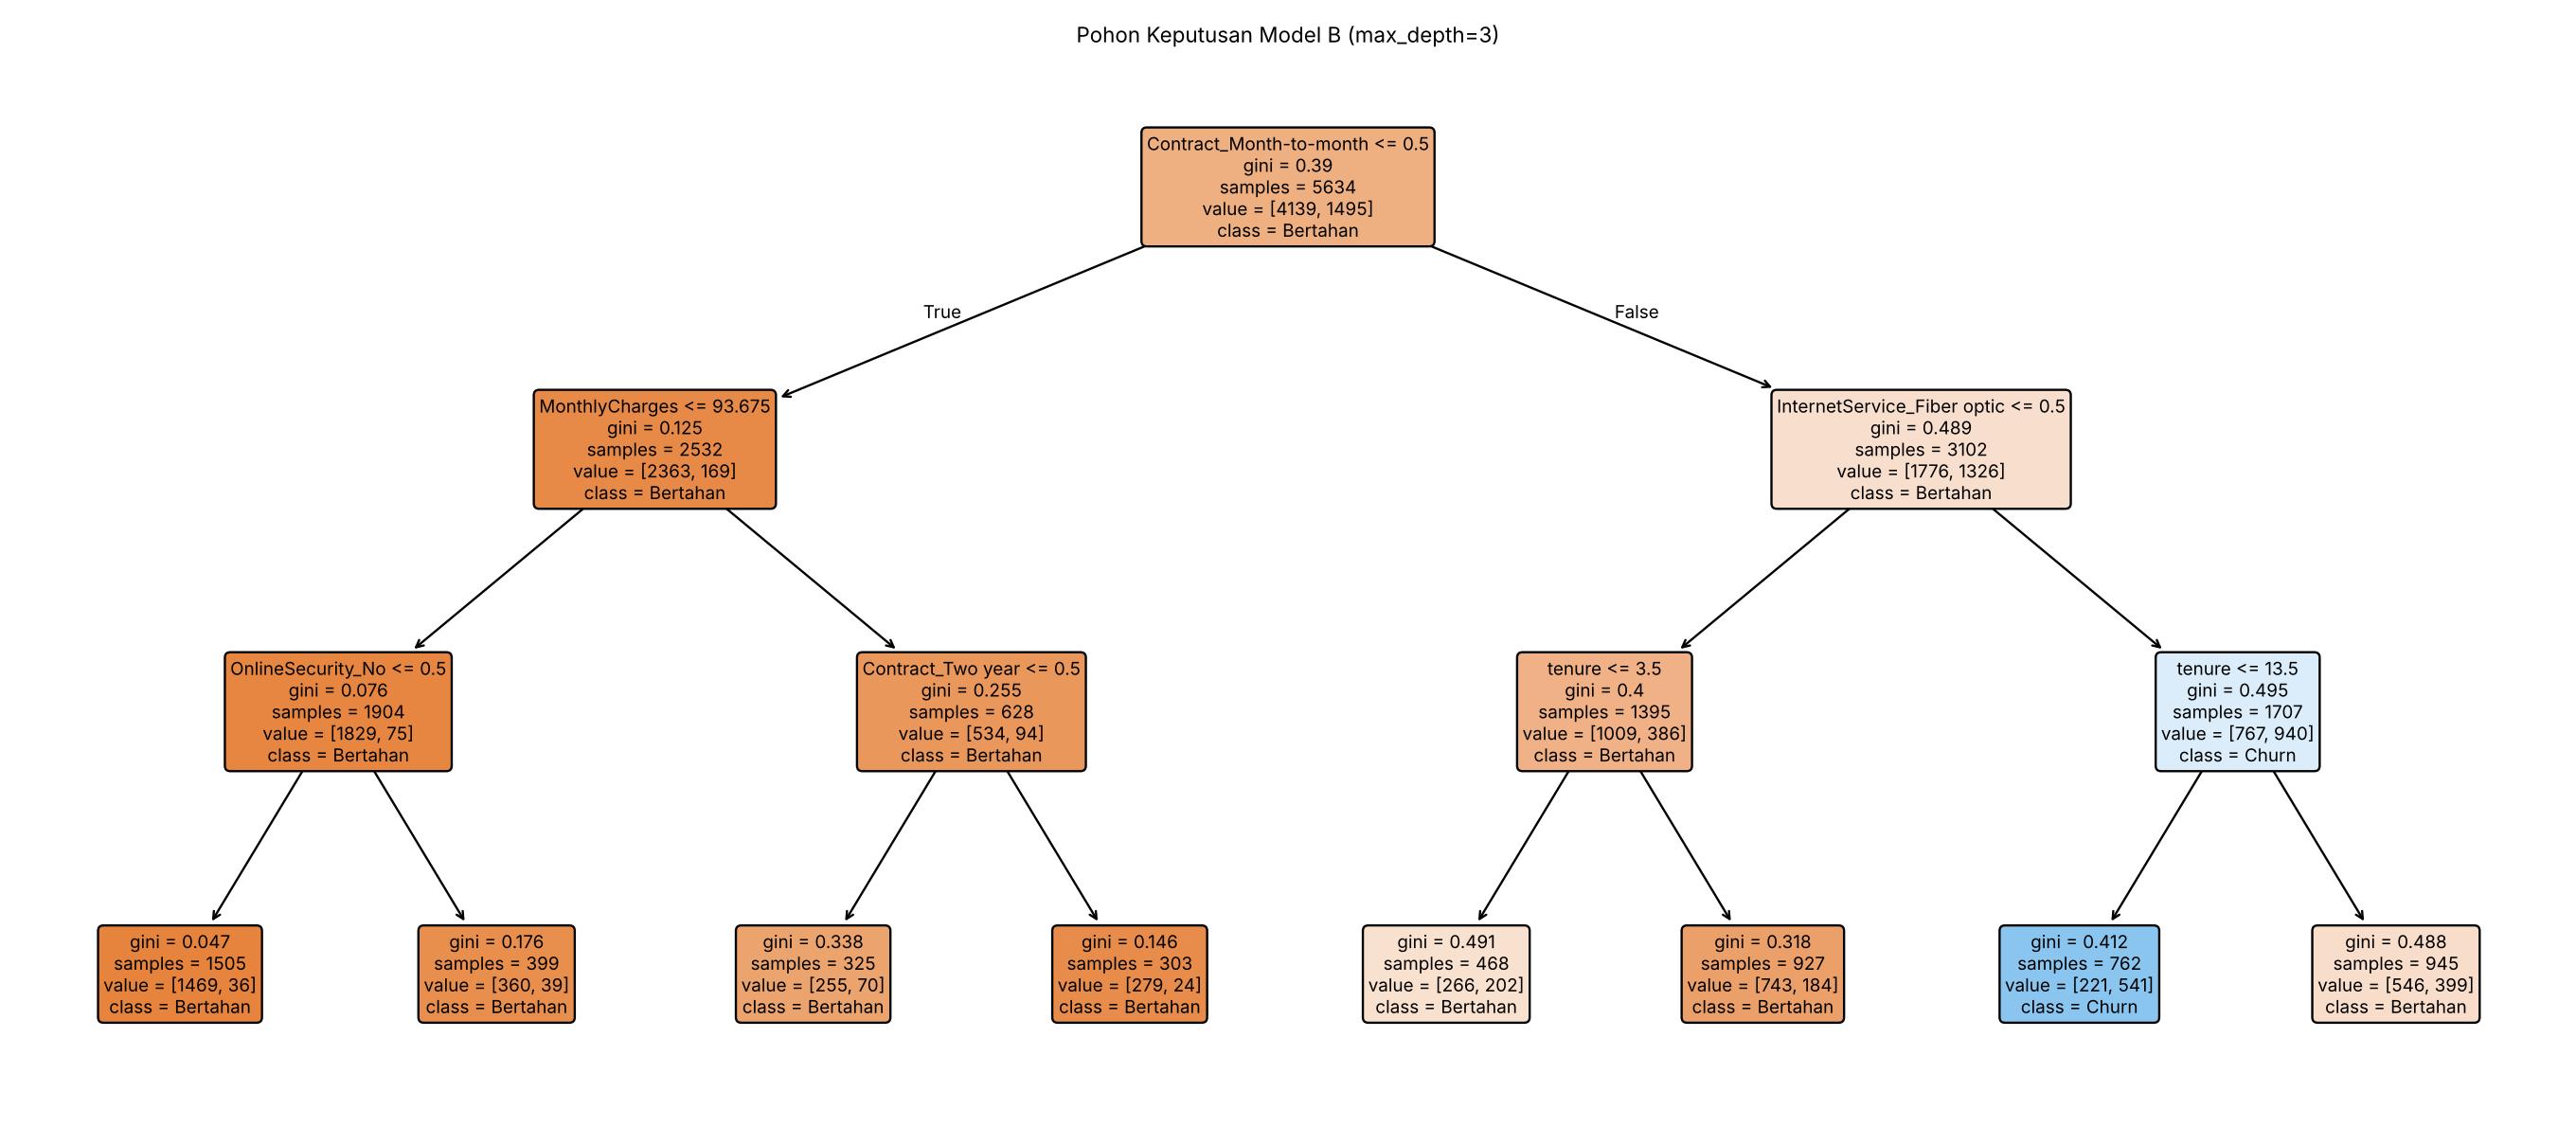 Pohon Keputusan Model B (max_depth=3)
Contract_Month-to-month <= 0.5
gini = 0.39
samples = 5634
value = [4139, 1495]
class = Bertahan
True
False
MonthlyCharges <= 93.675
gini = 0.125
samples = 2532
value = [2363, 169]
class = Bertahan
InternetService_Fiber optic <= 0.5
gini = 0.489
samples = 3102
value = [1776, 1326]
class = Bertahan
OnlineSecurity_No <= 0.5
gini = 0.076
samples = 1904
value = [1829, 75]
class = Bertahan
Contract_Two year <= 0.5
gini = 0.255
samples = 628
value = [534, 94]
class = Bertahan
tenure <= 3.5
gini = 0.4
samples = 1395
value = [1009, 386]
class = Bertahan
tenure <= 13.5
gini = 0.495
samples = 1707
value = [767, 940]
class = Churn
gini = 0.047
samples = 1505
value = [1469, 36]
class = Bertahan
gini = 0.176
samples = 399
value = [360, 39]
class = Bertahan
gini = 0.338
samples = 325
value = [255, 70]
class = Bertahan
gini = 0.146
samples = 303
value = [279, 24]
class = Bertahan
gini = 0.491
samples = 468
value = [266, 202]
class = Bertahan
gini = 0.318
samples = 927
value = [743, 184]
class = Bertahan
gini = 0.412
samples = 762
value = [221, 541]
class = Churn
gini = 0.488
samples = 945
value = [546, 399]
class = Bertahan